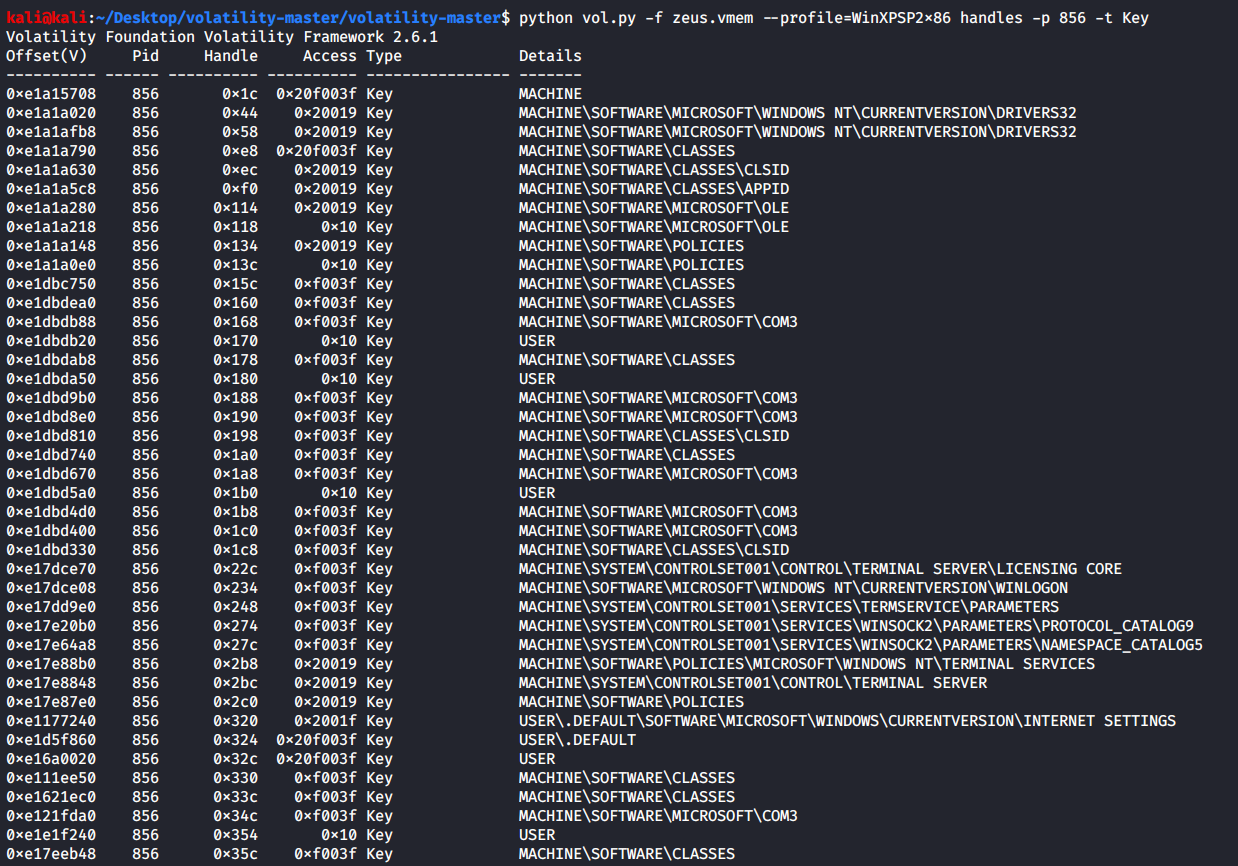 kali@kali:~/Desktop/volatility-master/volatility-master$ python vol.py -f zeus.vmem --profile=WinXPSP2×86 handles -p 856 -t Key
Volatility Foundation Volatility Framework 2.6.1
Offset(V) Pid Handle Access Type Details
---------- ------ ---------- ---------- ---------------- -------
0×e1a15708 856 0×1c 0×20f003f Key MACHINE
0×e1a1a020 856 0×44 0×20019 Key MACHINE\SOFTWARE\MICROSOFT\WINDOWS NT\CURRENTVERSION\DRIVERS32
0×e1a1afb8 856 0×58 0×20019 Key MACHINE\SOFTWARE\MICROSOFT\WINDOWS NT\CURRENTVERSION\DRIVERS32
0×e1a1a790 856 0×e8 0×20f003f Key MACHINE\SOFTWARE\CLASSES
0×e1a1a630 856 0×ec 0×20019 Key MACHINE\SOFTWARE\CLASSES\CLSID
0×e1a1a5c8 856 0×f0 0×20019 Key MACHINE\SOFTWARE\CLASSES\APPID
0×e1a1a280 856 0×114 0×20019 Key MACHINE\SOFTWARE\MICROSOFT\OLE
0×e1a1a218 856 0×118 0×10 Key MACHINE\SOFTWARE\MICROSOFT\OLE
0×e1a1a148 856 0×134 0×20019 Key MACHINE\SOFTWARE\POLICIES
0×e1a1a0e0 856 0×13c 0×10 Key MACHINE\SOFTWARE\POLICIES
0×e1dbc750 856 0×15c 0×f003f Key MACHINE\SOFTWARE\CLASSES
0×e1dbdea0 856 0×160 0×f003f Key MACHINE\SOFTWARE\CLASSES
0×e1dbdb88 856 0×168 0×f003f Key MACHINE\SOFTWARE\MICROSOFT\COM3
0×e1dbdb20 856 0×170 0×10 Key USER
0×e1dbdab8 856 0×178 0×f003f Key MACHINE\SOFTWARE\CLASSES
0×e1dbda50 856 0×180 0×10 Key USER
0×e1dbd9b0 856 0×188 0×f003f Key MACHINE\SOFTWARE\MICROSOFT\COM3
0×e1dbd8e0 856 0×190 0×f003f Key MACHINE\SOFTWARE\MICROSOFT\COM3
0×e1dbd810 856 0×198 0×f003f Key MACHINE\SOFTWARE\CLASSES\CLSID
0×e1dbd740 856 0×1a0 0×f003f Key MACHINE\SOFTWARE\CLASSES
0×e1dbd670 856 0×1a8 0×f003f Key MACHINE\SOFTWARE\MICROSOFT\COM3
0×e1dbd5a0 856 0×1b0 0×10 Key USER
0×e1dbd4d0 856 0×1b8 0×f003f Key MACHINE\SOFTWARE\MICROSOFT\COM3
0×e1dbd400 856 0×1c0 0×f003f Key MACHINE\SOFTWARE\MICROSOFT\COM3
0×e1dbd330 856 0×1c8 0×f003f Key MACHINE\SOFTWARE\CLASSES\CLSID
0×e17dce70 856 0×22c 0×f003f Key MACHINE\SYSTEM\CONTROLSET001\CONTROL\TERMINAL SERVER\LICENSING CORE
0×e17dce08 856 0×234 0×f003f Key MACHINE\SOFTWARE\MICROSOFT\WINDOWS NT\CURRENTVERSION\WINLOGON
0×e17dd9e0 856 0×248 0×f003f Key MACHINE\SYSTEM\CONTROLSET001\SERVICES\TERMSERVICE\PARAMETERS
0×e17e20b0 856 0×274 0×f003f Key MACHINE\SYSTEM\CONTROLSET001\SERVICES\WINSOCK2\PARAMETERS\PROTOCOL_CATALOG9
0×e17e64a8 856 0×27c 0×f003f Key MACHINE\SYSTEM\CONTROLSET001\SERVICES\WINSOCK2\PARAMETERS\NAMESPACE_CATALOG5
0×e17e88b0 856 0×2b8 0×20019 Key MACHINE\SOFTWARE\POLICIES\MICROSOFT\WINDOWS NT\TERMINAL SERVICES
0×e17e8848 856 0×2bc 0×20019 Key MACHINE\SYSTEM\CONTROLSET001\CONTROL\TERMINAL SERVER
0×e17e87e0 856 0×2c0 0×20019 Key MACHINE\SOFTWARE\POLICIES
0×e1177240 856 0×320 0×2001f Key USER\.DEFAULT\SOFTWARE\MICROSOFT\WINDOWS\CURRENTVERSION\INTERNET SETTINGS
0×e1d5f860 856 0×324 0×20f003f Key USER\.DEFAULT
0×e16a0020 856 0×32c 0×20f003f Key USER
0×e111ee50 856 0×330 0×f003f Key MACHINE\SOFTWARE\CLASSES
0×e1621ec0 856 0×33c 0×f003f Key MACHINE\SOFTWARE\CLASSES
0×e121fda0 856 0×34c 0×f003f Key MACHINE\SOFTWARE\MICROSOFT\COM3
0×e1e1f240 856 0×354 0×10 Key USER
0×e17eeb48 856 0×35c 0×f003f Key MACHINE\SOFTWARE\CLASSES